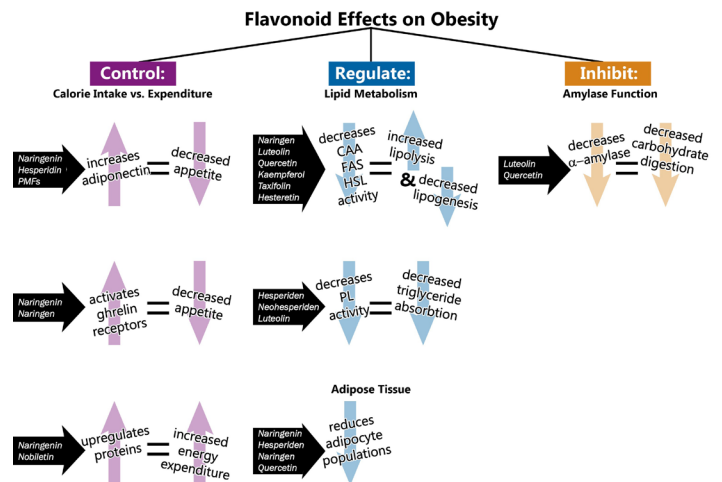 Flavonoid Effects on Obesity
Control:
Calorie Intake vs. Expenditure
Naringenin
Hesperidin
PMFs
increases
adiponectin
=
decreased
appetite
Naringenin
Naringen
activates
ghrelin
receptors
=
decreased
appetite
Naringenin
Nobiletin
upregulates
proteins
=
increased
energy
expenditure
Regulate:
Lipid Metabolism
Naringen
Luteolin
Quercetin
Kaempferol
Taxifolin
Hesteretin
decreases
CAA
FAS
HSL
activity
=
increased
lipolysis
&
decreased
lipogenesis
Hesperiden
Neohesperiden
Luteolin
decreases
PL
activity
=
decreased
triglyceride
absorbtion
Adipose Tissue
Naringenin
Hesperiden
Naringen
Quercetin
reduces
adipocyte
populations
Inhibit:
Amylase Function
Luteolin
Quercetin
decreases
α-amylase
=
decreased
carbohydrate
digestion